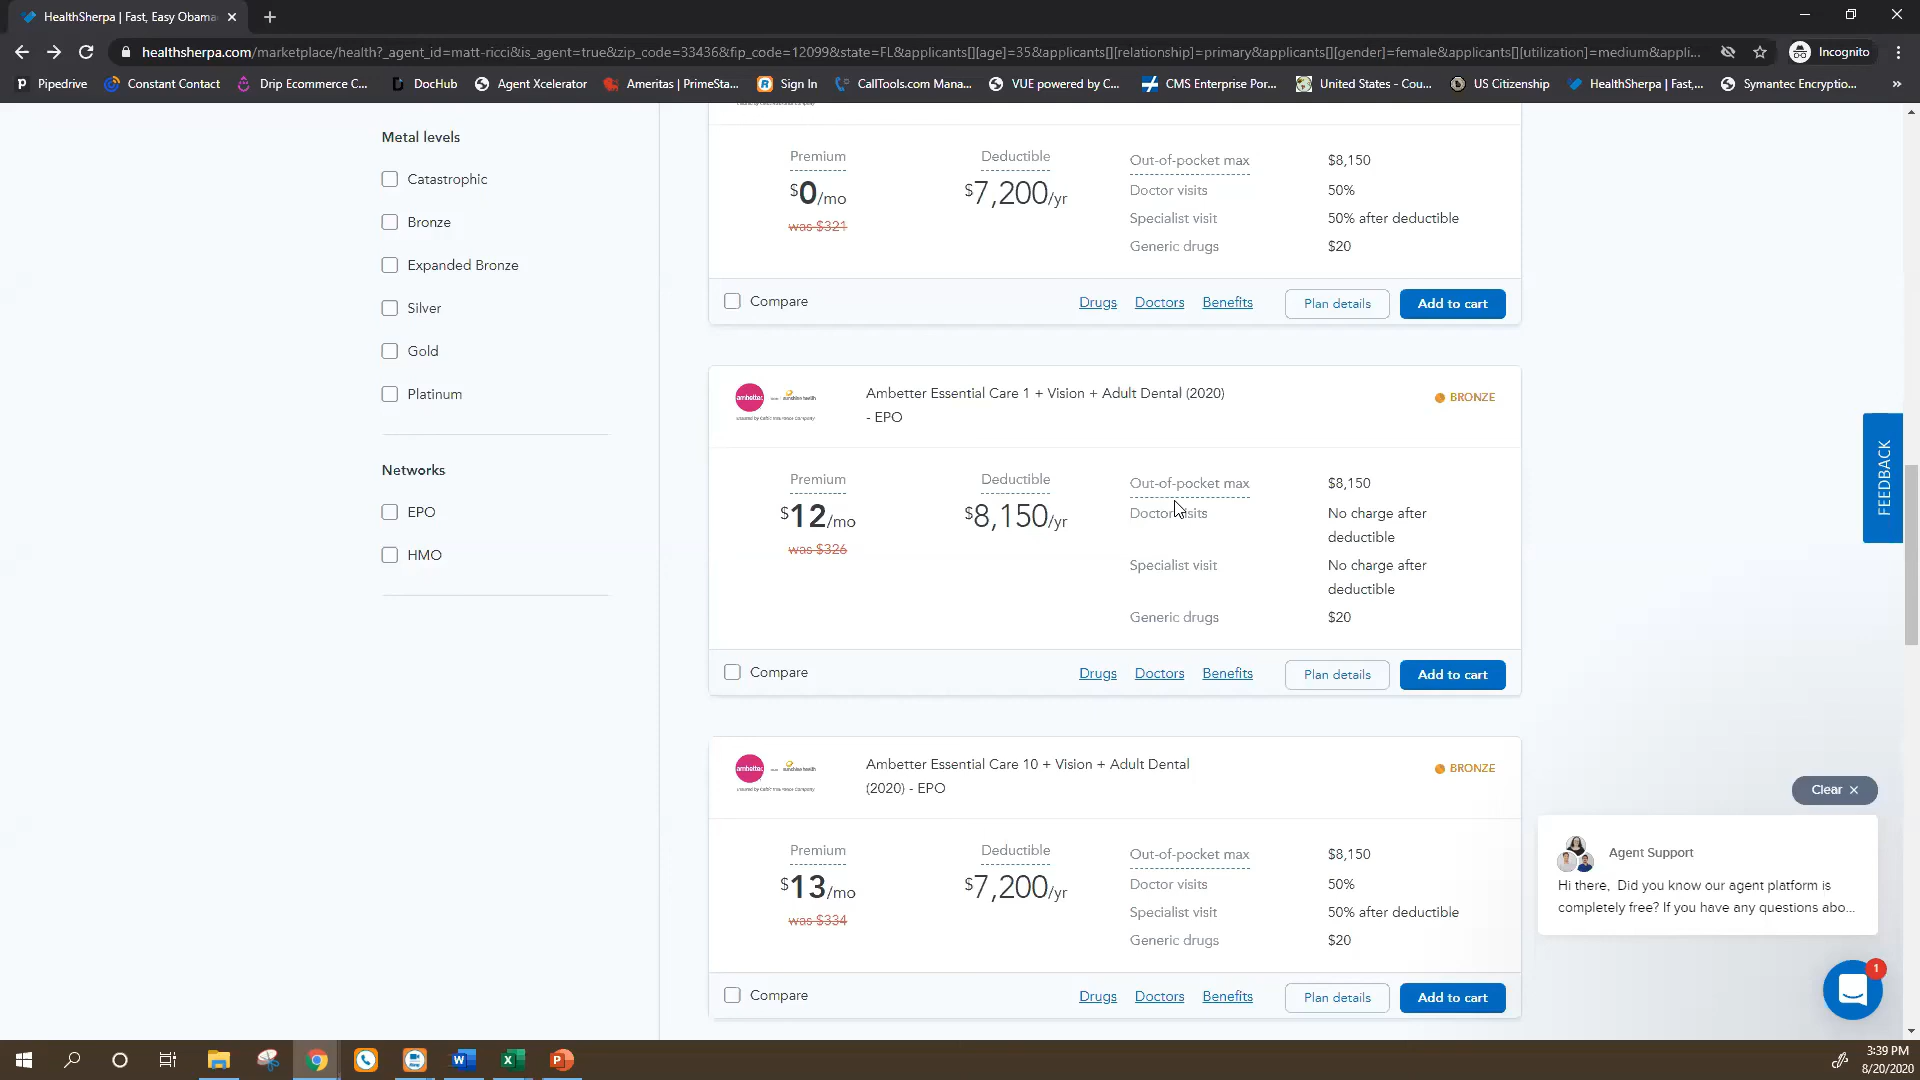 HealthSherpa | Fast, Easy Obama
healthsherpa.com/marketplace/health?_agent_id=matt-ricci&is_agent=true&zip_code=33436&fip_code=12099&state=FL&applicants[][age]=35&applicants[][relationship]=primary&applicants[][gender]=female&applicants[][utilization]=medium&appli...
Incognito
Pipedrive
Constant Contact
Drip Ecommerce C...
DocHub
Agent Xcelerator
Ameritas | PrimeSta...
Sign In
CallTools.com Mana...
VUE powered by C...
CMS Enterprise Por...
United States - Cou...
US Citizenship
HealthSherpa | Fast,...
Symantec Encryptio...
Metal levels
Catastrophic
Bronze
Expanded Bronze
Silver
Gold
Platinum
Networks
EPO
HMO
Premium
$0/mo
was $321
Deductible
$7,200/yr
Out-of-pocket max $8,150
Doctor visits 50%
Specialist visit 50% after deductible
Generic drugs $20
Compare
Drugs Doctors Benefits Plan details Add to cart
ambetter
Ambetter Essential Care 1 + Vision + Adult Dental (2020)
- EPO
BRONZE
Premium
$12/mo
was $326
Deductible
$8,150/yr
Out-of-pocket max $8,150
Doctor visits No charge after
deductible
Specialist visit No charge after
deductible
Generic drugs $20
Compare
Drugs Doctors Benefits Plan details Add to cart
ambetter
Ambetter Essential Care 10 + Vision + Adult Dental
(2020) - EPO
BRONZE
Premium
$13/mo
was $334
Deductible
$7,200/yr
Out-of-pocket max $8,150
Doctor visits 50%
Specialist visit 50% after deductible
Generic drugs $20
Compare
Drugs Doctors Benefits Plan details Add to cart
FEEDBACK
Clear
Agent Support
Hi there, Did you know our agent platform is
completely free? If you have any questions abo...
1
3:39 PM
8/20/2020